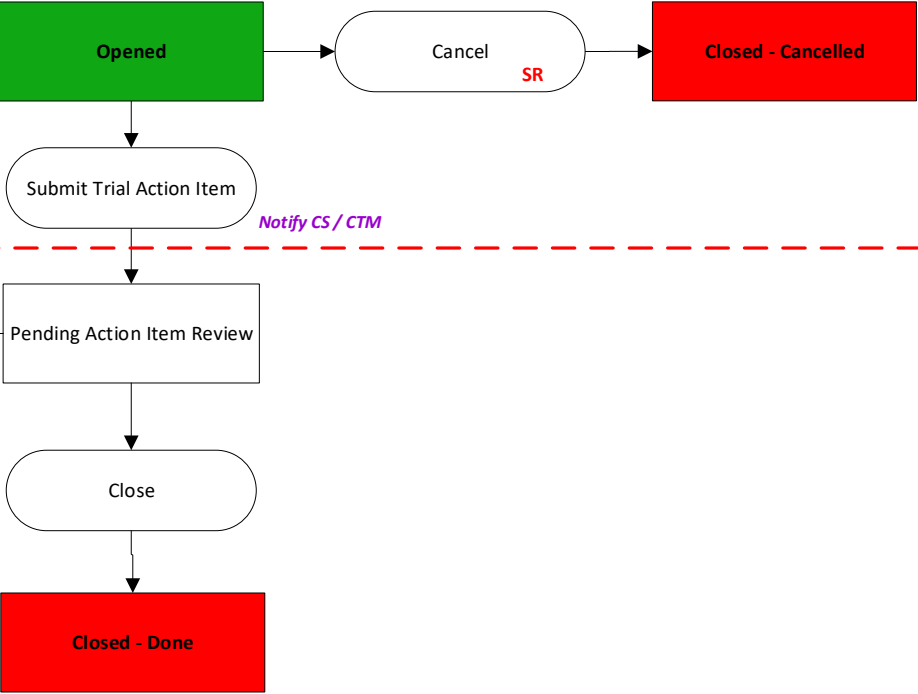 Opened
Cancel
SR
Closed - Cancelled
Submit Trial Action Item
Notify CS / CTM
Pending Action Item Review
Close
Closed - Done